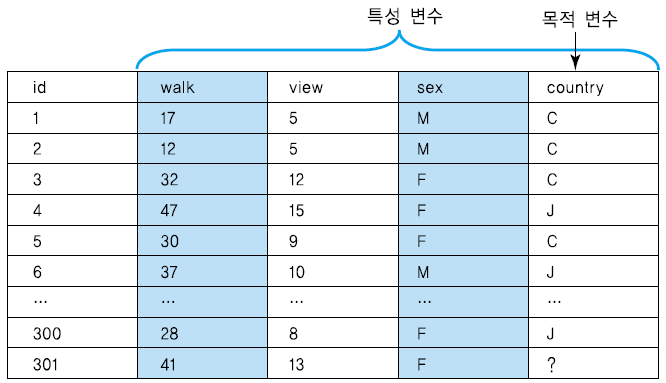 특성 변수 목적 변수
id walk view sex country
1 17 5 M C
2 12 5 M C
3 32 12 F C
4 47 15 F J
5 30 9 F C
6 37 10 M J
… … … … …
300 28 8 F J
301 41 13 F ?